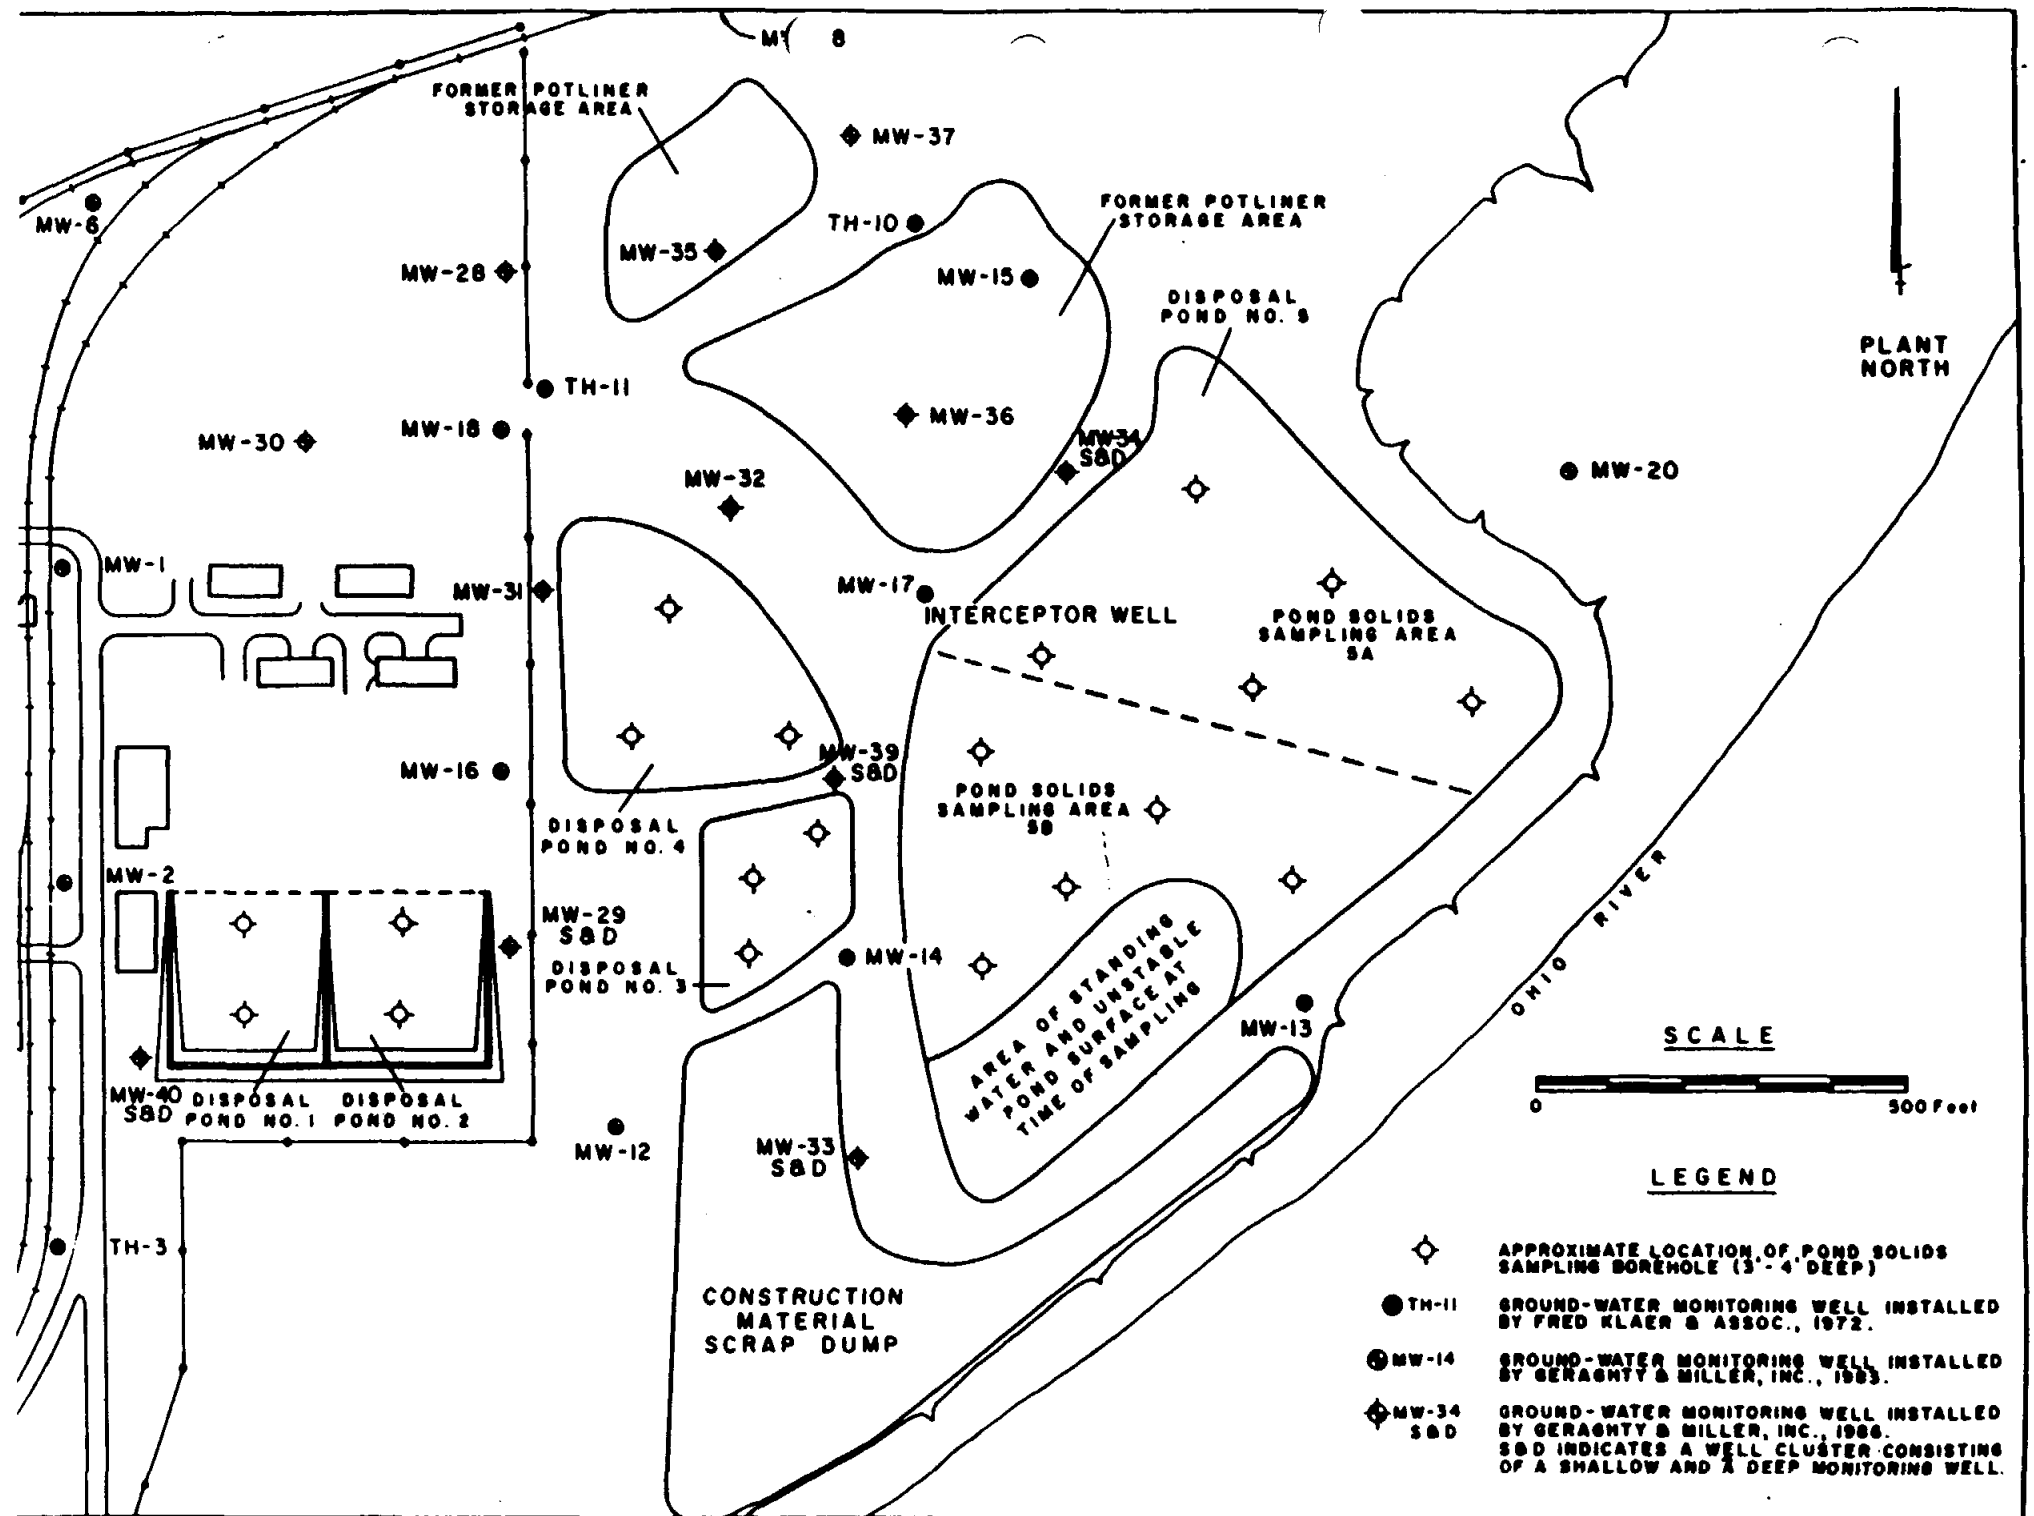 8
FORMER POTLINER
STORAGE AREA
MW-37
MW-6
TH-10
FORMER POTLINER
STORAGE AREA
MW-35
MW-28
MW-15
DISPOSAL
POND NO. 5
PLANT
NORTH
TH-11
MW-18
MW-30
MW-36
MW-34
S&D
MW-20
MW-32
MW-1
MW-31
MW-17
INTERCEPTOR WELL
POND SOLIDS
SAMPLING AREA
5A
MW-39
S&D
MW-16
POND SOLIDS
SAMPLING AREA
5B
DISPOSAL
POND NO. 4
MW-2
MW-29
S&D
MW-14
DISPOSAL
POND NO. 3
AREA OF STANDING
WATER AND UNSTABLE
POND SURFACE AT
TIME OF SAMPLING
OHIO RIVER
MW-13
SCALE
0 500 Feet
MW-40
S&D
DISPOSAL
POND NO. 1
DISPOSAL
POND NO. 2
MW-12
MW-33
S&D
LEGEND
TH-3
CONSTRUCTION
MATERIAL
SCRAP DUMP
APPROXIMATE LOCATION OF POND SOLIDS
SAMPLING BOREHOLE (3'-4' DEEP)
TH-11 GROUND-WATER MONITORING WELL INSTALLED
BY FRED KLAER & ASSOC., 1972.
MW-14 GROUND-WATER MONITORING WELL INSTALLED
BY GERAGHTY & MILLER, INC., 1983.
MW-34 GROUND-WATER MONITORING WELL INSTALLED
S&D BY GERAGHTY & MILLER, INC., 1986.
S&D INDICATES A WELL CLUSTER CONSISTING
OF A SHALLOW AND A DEEP MONITORING WELL.